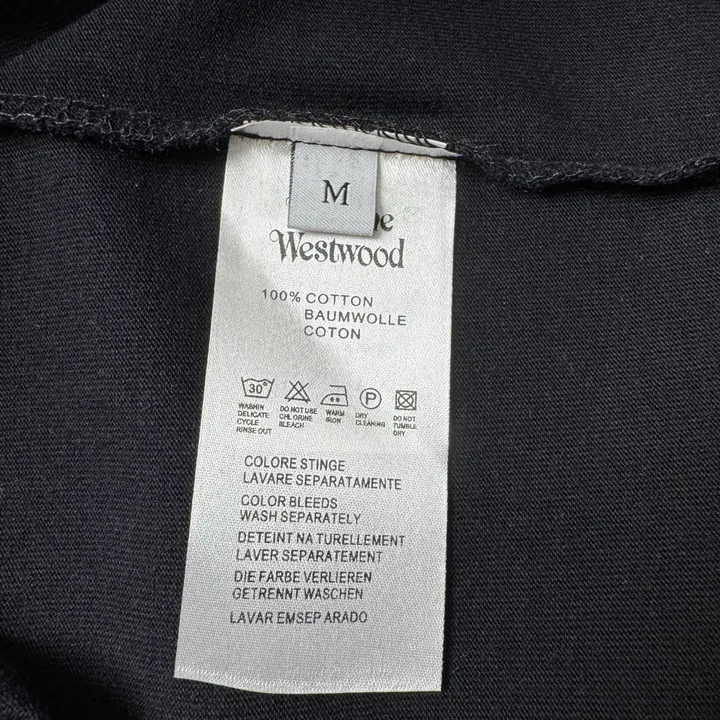 M
Westwood
100% COTTON
BAUMWOLLE
COTON
30°
P
WASH IN
DELICATE
CYCLE
RINSE OUT
DO NOT USE
CHLORINE
BLEACH
WARM
IRON
DRY
CLEANING
DO NOT
TUMBLE
DRY
COLORE STINGE
LAVARE SEPARATAMENTE
COLOR BLEEDS
WASH SEPARATELY
DETEINT NA TURELLEMENT
LAVER SEPARATEMENT
DIE FARBE VERLIEREN
GETRENNT WASCHEN
LAVAR EMSEP ARADO